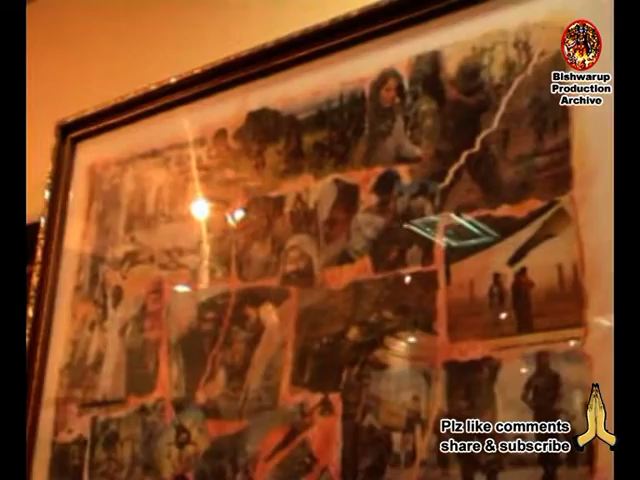 Bishwarup
Production
Archive
Plz like comments
share & subscribe